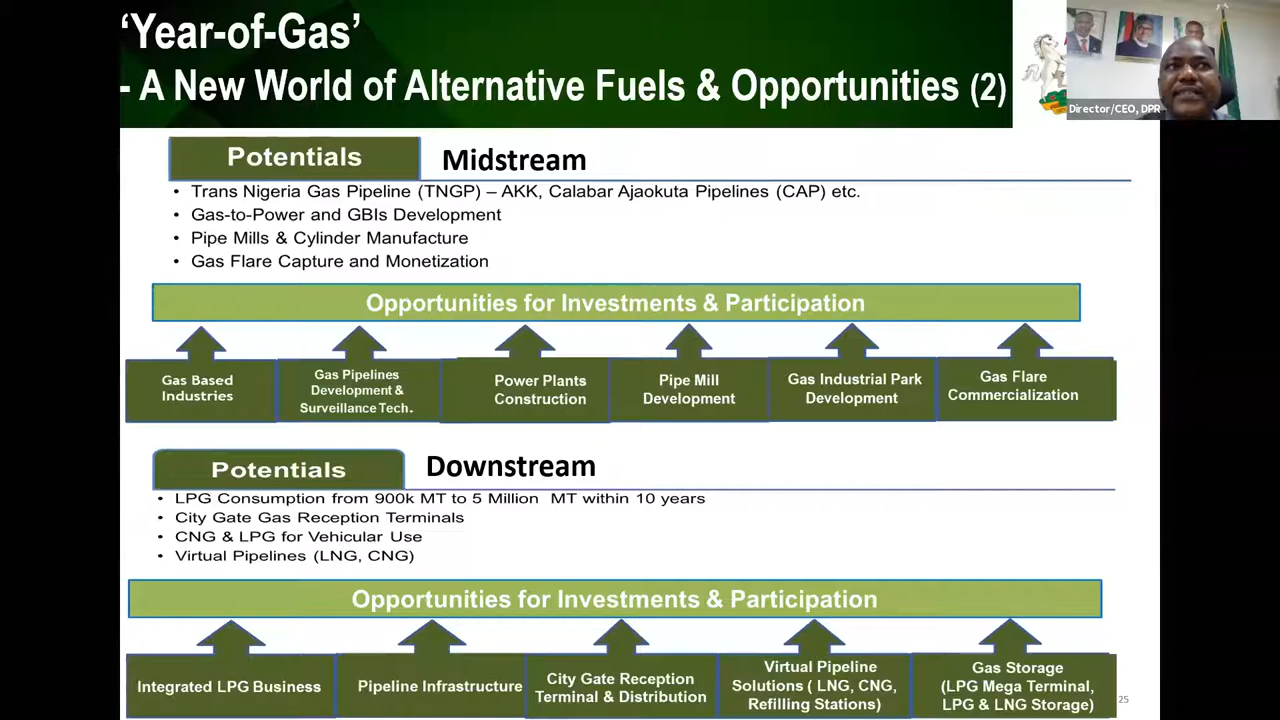 ‘Year-of-Gas’
- A New World of Alternative Fuels & Opportunities (2)
Director/CEO, DPR
Potentials
Midstream
• Trans Nigeria Gas Pipeline (TNGP) – AKK, Calabar Ajaokuta Pipelines (CAP) etc.
• Gas-to-Power and GBIs Development
• Pipe Mills & Cylinder Manufacture
• Gas Flare Capture and Monetization
Opportunities for Investments & Participation
Gas Based
Industries
Gas Pipelines
Development &
Surveillance Tech.
Power Plants
Construction
Pipe Mill
Development
Gas Industrial Park
Development
Gas Flare
Commercialization
Potentials
Downstream
• LPG Consumption from 900k MT to 5 Million MT within 10 years
• City Gate Gas Reception Terminals
• CNG & LPG for Vehicular Use
• Virtual Pipelines (LNG, CNG)
Opportunities for Investments & Participation
Integrated LPG Business
Pipeline Infrastructure
City Gate Reception
Terminal & Distribution
Virtual Pipeline
Solutions ( LNG, CNG,
Refilling Stations)
Gas Storage
(LPG Mega Terminal,
LPG & LNG Storage)
25